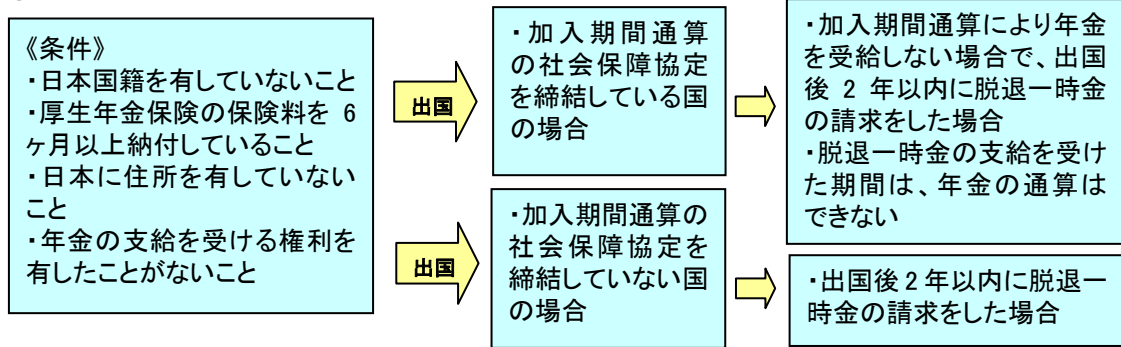 《条件》
・日本国籍を有していないこと
・厚生年金保険の保険料を 6
ヶ月以上納付していること
・日本に住所を有していない
こと
・年金の支給を受ける権利を
有したことがないこと
出国
・加入期間通算
の社会保障協定
を締結している国
の場合
・加入期間通算により年金
を受給しない場合で、出国
後 2 年以内に脱退一時金
の請求をした場合
・脱退一時金の支給を受け
た期間は、年金の通算は
できない
出国
・加入期間通算の
社会保障協定を
締結していない国
の場合
・出国後 2 年以内に脱退一
時金の請求をした場合